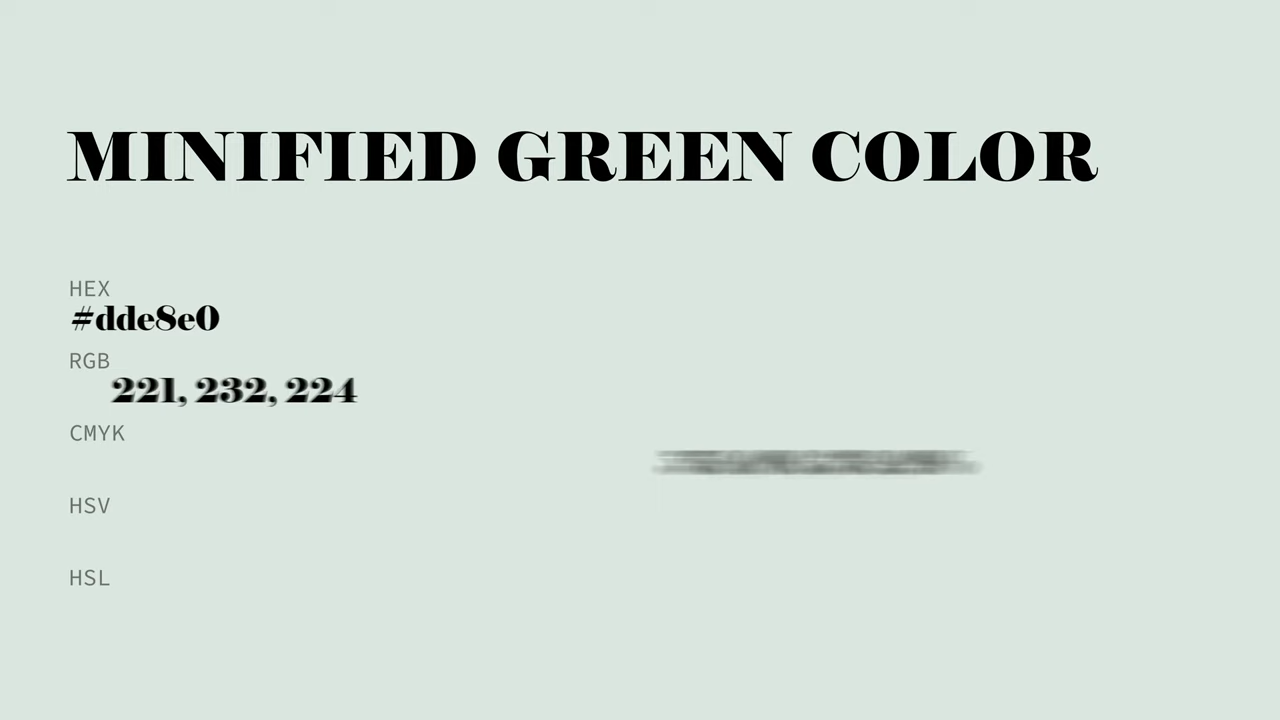 MINIFIED GREEN COLOR
HEX
#dde8e0
RGB
221, 232, 224
CMYK
HSV
HSL